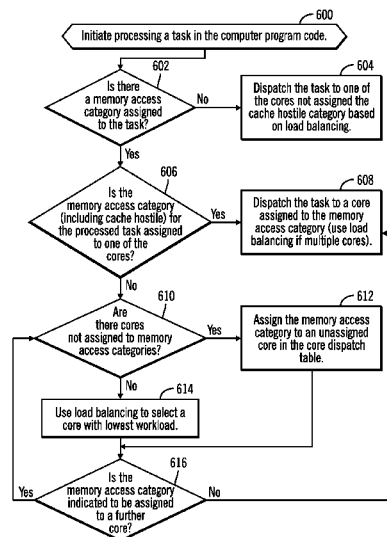 600
Initiate processing a task in the computer program code.
602
Is there
a memory access
category assigned
to the task?
No
604
Dispatch the task to one of
the cores not assigned the
cache hostile category based
on load balancing.
Yes
606
Is the
memory access category
(including cache hostile) for
the processed task assigned
to one of the
cores?
Yes
608
Dispatch the task to a core
assigned to the memory
access category (use load
balancing if multiple cores).
No
610
Are
there cores
not assigned to memory
access categories?
Yes
612
Assign the memory access
category to an unassigned
core in the core dispatch
table.
No
614
Use load balancing to select a
core with lowest workload.
616
Is the
memory access category
indicated to be assigned
to a further
core?
Yes
No